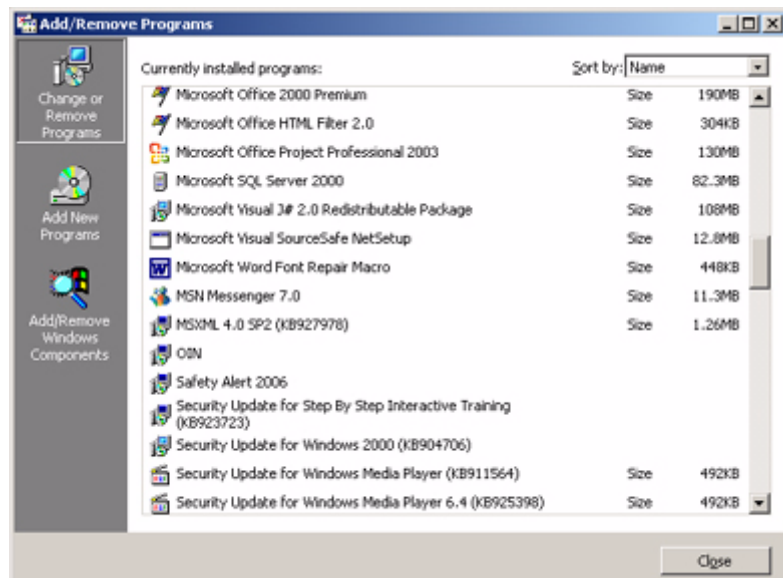 Add/Remove Programs
Change or
Remove
Programs
Add New
Programs
Add/Remove
Windows
Components
Currently installed programs:
Sort by: Name
Microsoft Office 2000 Premium Size 190MB
Microsoft Office HTML Filter 2.0 Size 304KB
Microsoft Office Project Professional 2003 Size 130MB
Microsoft SQL Server 2000 Size 82.3MB
Microsoft Visual J# 2.0 Redistributable Package Size 108MB
Microsoft Visual SourceSafe NetSetup Size 12.8MB
Microsoft Word Font Repair Macro Size 448KB
MSN Messenger 7.0 Size 11.3MB
MSXML 4.0 SP2 (KB927978) Size 1.26MB
OIN
Safety Alert 2006
Security Update for Step By Step Interactive Training
(KB923723)
Security Update for Windows 2000 (KB904706)
Security Update for Windows Media Player (KB911564) Size 492KB
Security Update for Windows Media Player 6.4 (KB925398) Size 492KB
Close